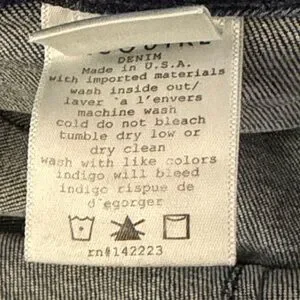 DENIM
Made in U.S.A.
with imported materials
wash inside out/
laver 'a l'envers
machine wash
cold do not bleach
tumble dry low or
dry clean
wash with like colors
indigo will bleed
indigo rispue de
d'egorger
rn#142223